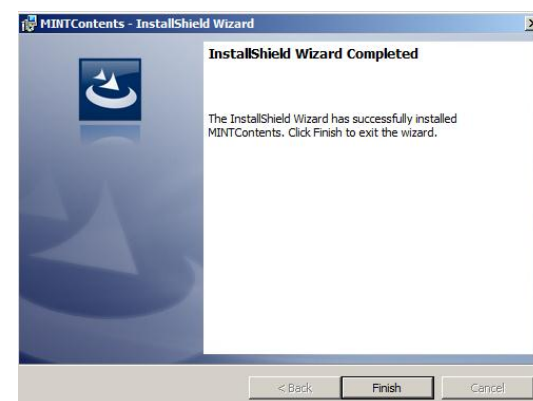 MINTContents - InstallShield Wizard
InstallShield Wizard Completed
The InstallShield Wizard has successfully installed
MINTContents. Click Finish to exit the wizard.
< Back Finish Cancel